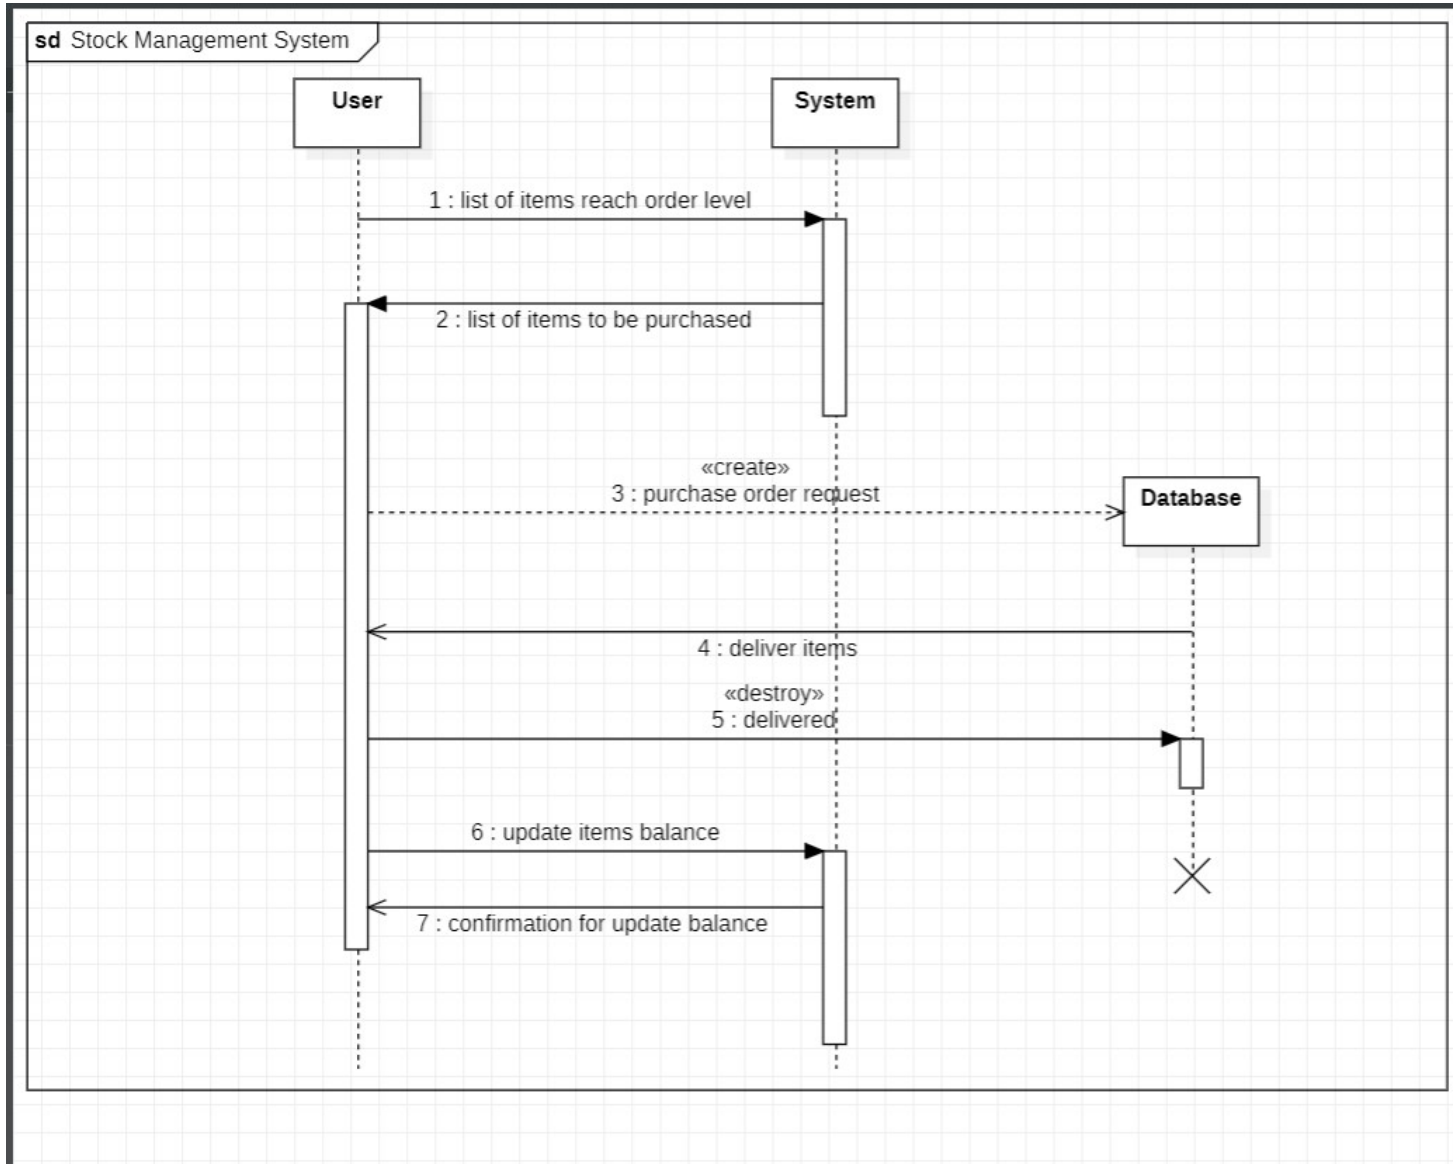 sd Stock Management System
User
System
1 : list of items reach order level
2 : list of items to be purchased
«create»
3 : purchase order request
Database
4 : deliver items
«destroy»
5 : delivered
6 : update items balance
7 : confirmation for update balance